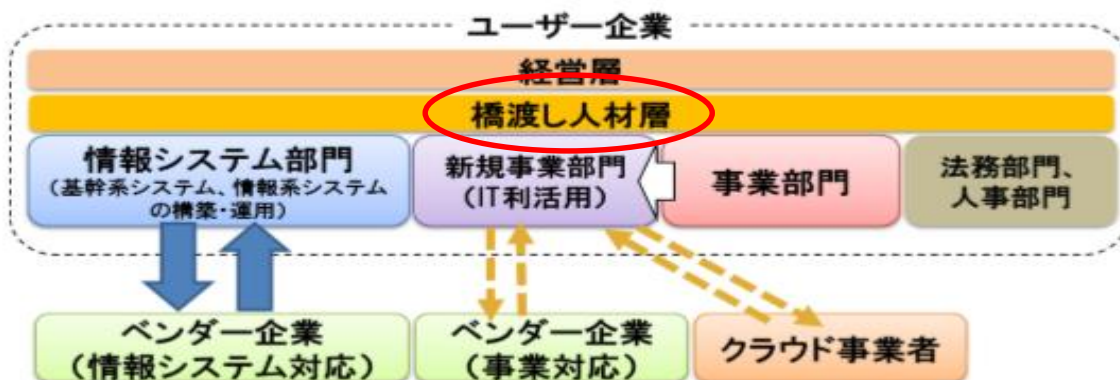 ユーザー企業
経営層
橋渡し人材層
情報システム部門
（基幹系システム、情報系システム
の構築・運用）
新規事業部門
（IT利活用）
事業部門
法務部門、
人事部門
ベンダー企業
（情報システム対応）
ベンダー企業
（事業対応）
クラウド事業者